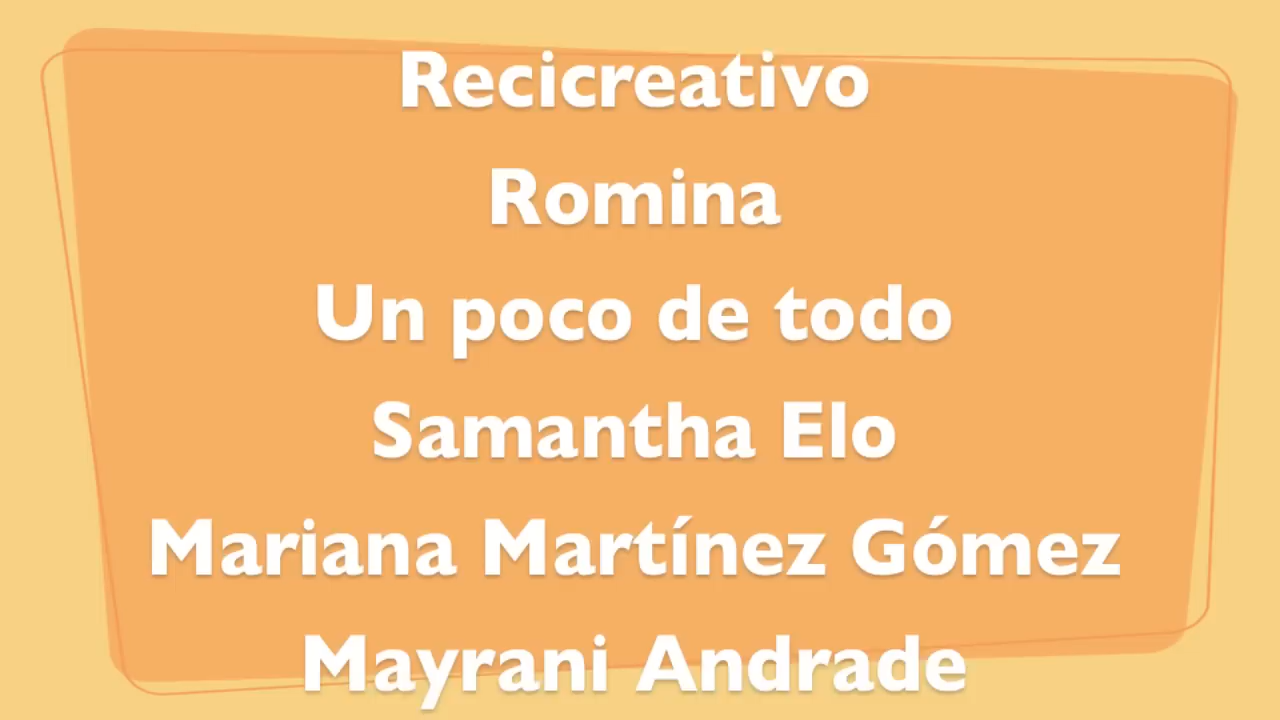 Recicreativo
Romina
Un poco de todo
Samantha Elo
Mariana Martínez Gómez
Mayrani Andrade